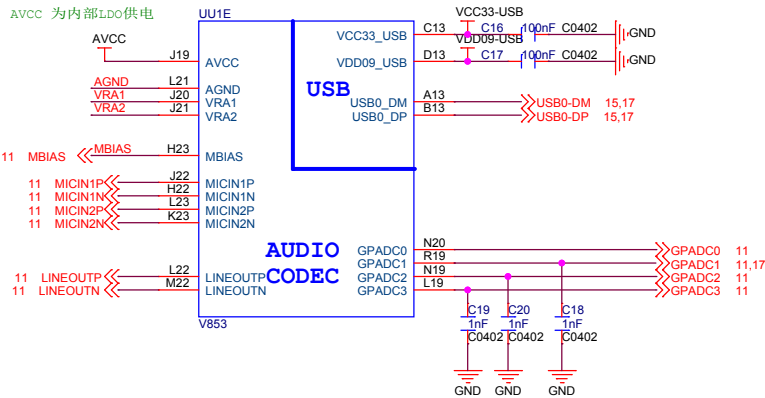 AVCC 为内部LDO供电
UU1E
VCC33-USB
C13
VCC33_USB
C16
100nF
C0402
GND
VDD09-USB
D13
VDD09_USB
C17
100nF
C0402
GND
AVCC
J19
AVCC
USB
AGND
L21
AGND
VRA1
J20
VRA1
VRA2
J21
VRA2
A13
USB0_DM
USB0-DM
15,17
B13
USB0_DP
USB0-DP
15,17
11
MBIAS
MBIAS
H23
MBIAS
11
MICIN1P
J22
MICIN1P
11
MICIN1N
H22
MICIN1N
11
MICIN2P
L23
MICIN2P
11
MICIN2N
K23
MICIN2N
AUDIO
CODEC
GPADC0
N20
GPADC0
11
GPADC1
R19
GPADC1
11,17
GPADC2
N19
GPADC2
11
GPADC3
L19
GPADC3
11
11
LINEOUTP
L22
LINEOUTP
11
LINEOUTN
M22
LINEOUTN
V853
C19
1nF
C0402
GND
C20
1nF
C0402
GND
C18
1nF
C0402
GND